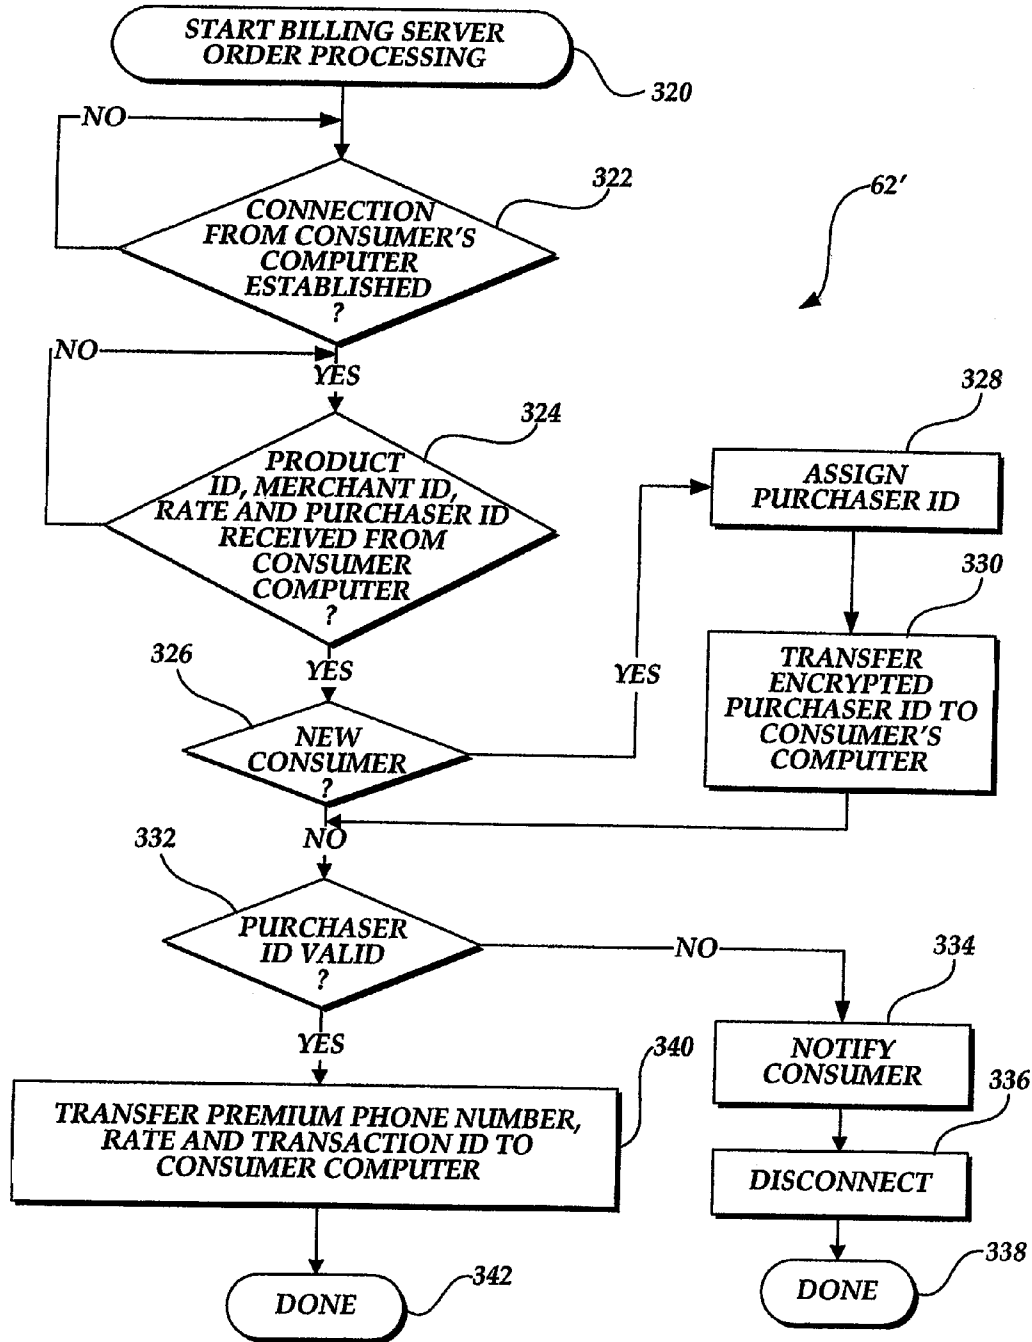 START BILLING SERVER
ORDER PROCESSING
320
NO
322
62'
CONNECTION
FROM CONSUMER'S
COMPUTER
ESTABLISHED
?
NO
YES
328
324
PRODUCT
ID, MERCHANT ID,
RATE AND PURCHASER ID
RECEIVED FROM
CONSUMER
COMPUTER
?
ASSIGN
PURCHASER ID
330
326
YES
YES
TRANSFER
ENCRYPTED
PURCHASER ID TO
CONSUMER'S
COMPUTER
NEW
CONSUMER
?
332
NO
PURCHASER
ID VALID
?
NO
334
YES
340
NOTIFY
CONSUMER
336
TRANSFER PREMIUM PHONE NUMBER,
RATE AND TRANSACTION ID TO
CONSUMER COMPUTER
DISCONNECT
342
DONE
338
DONE